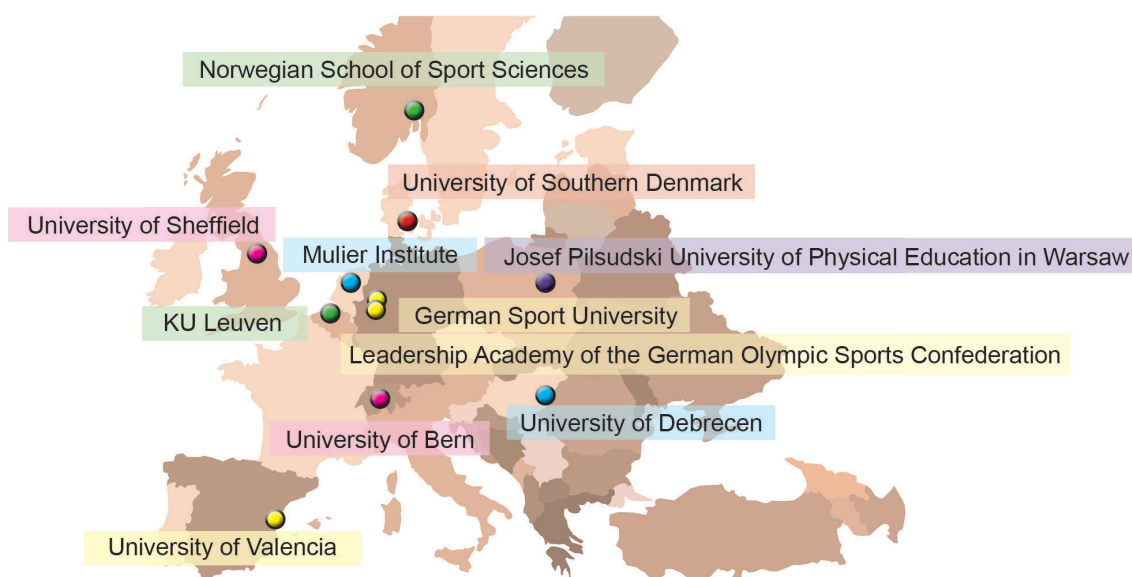 Norwegian School of Sport Sciences
University of Southern Denmark
University of Sheffield
Mulier Institute
Josef Pilsudski University of Physical Education in Warsaw
KU Leuven
German Sport University
Leadership Academy of the German Olympic Sports Confederation
University of Debrecen
University of Bern
University of Valencia